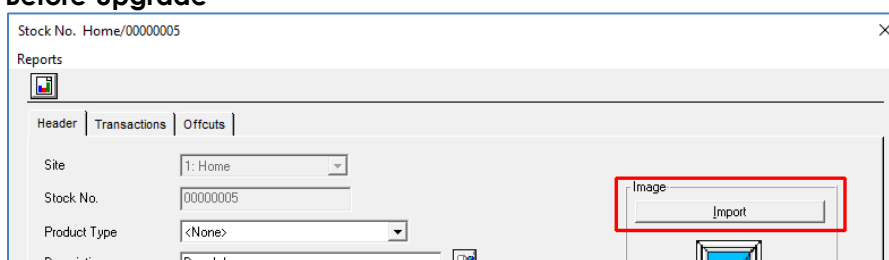 Before Upgrade
Stock No. Home/00000005
Reports
Header Transactions Offcuts
Site 1: Home
Image
Stock No. 00000005
Import
Product Type <None>